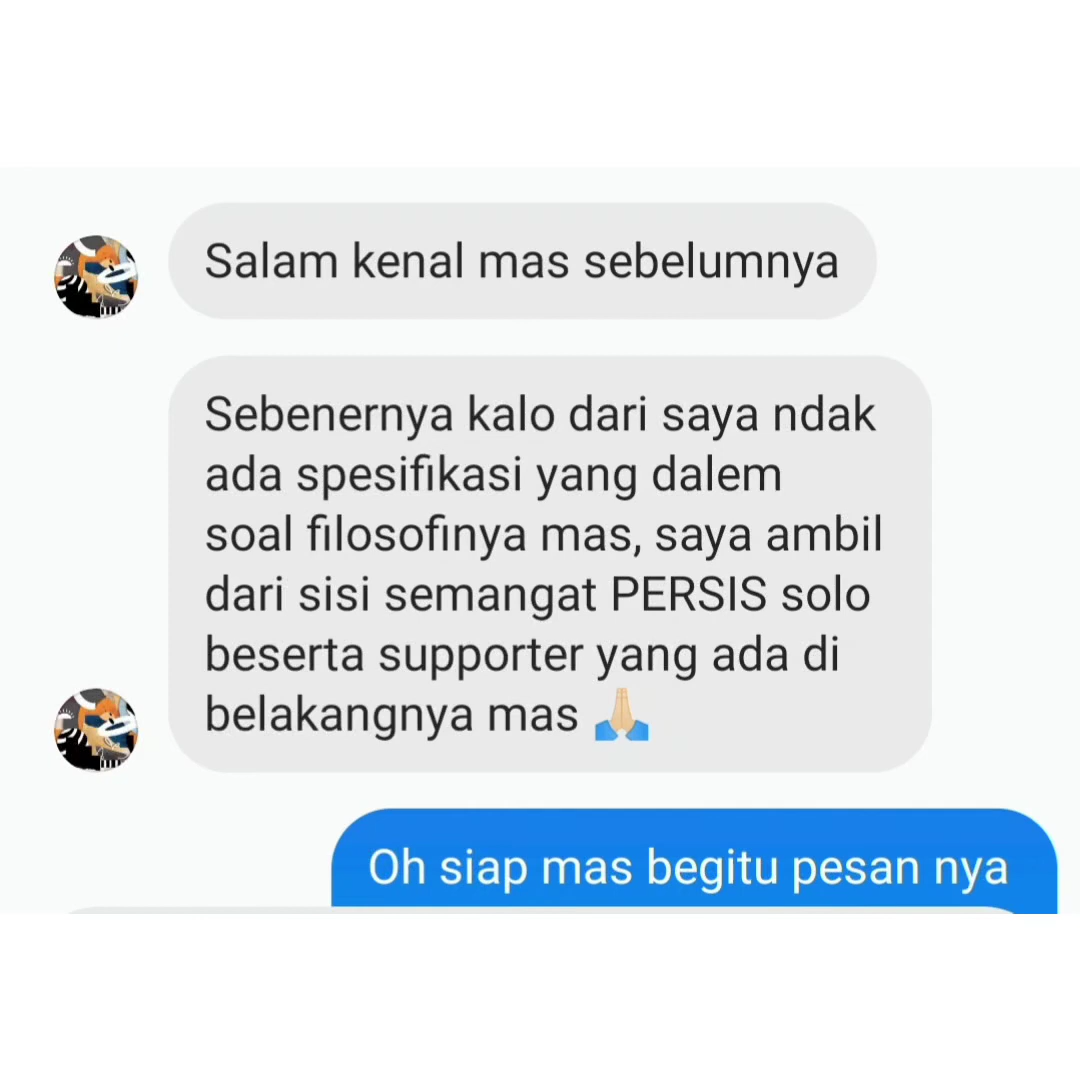 Salam kenal mas sebelumnya
Sebenernya kalo dari saya ndak
ada spesifikasi yang dalem
soal filosofinya mas, saya ambil
dari sisi semangat PERSIS solo
beserta supporter yang ada di
belakangnya mas 🙏🏼
Oh siap mas begitu pesan nya